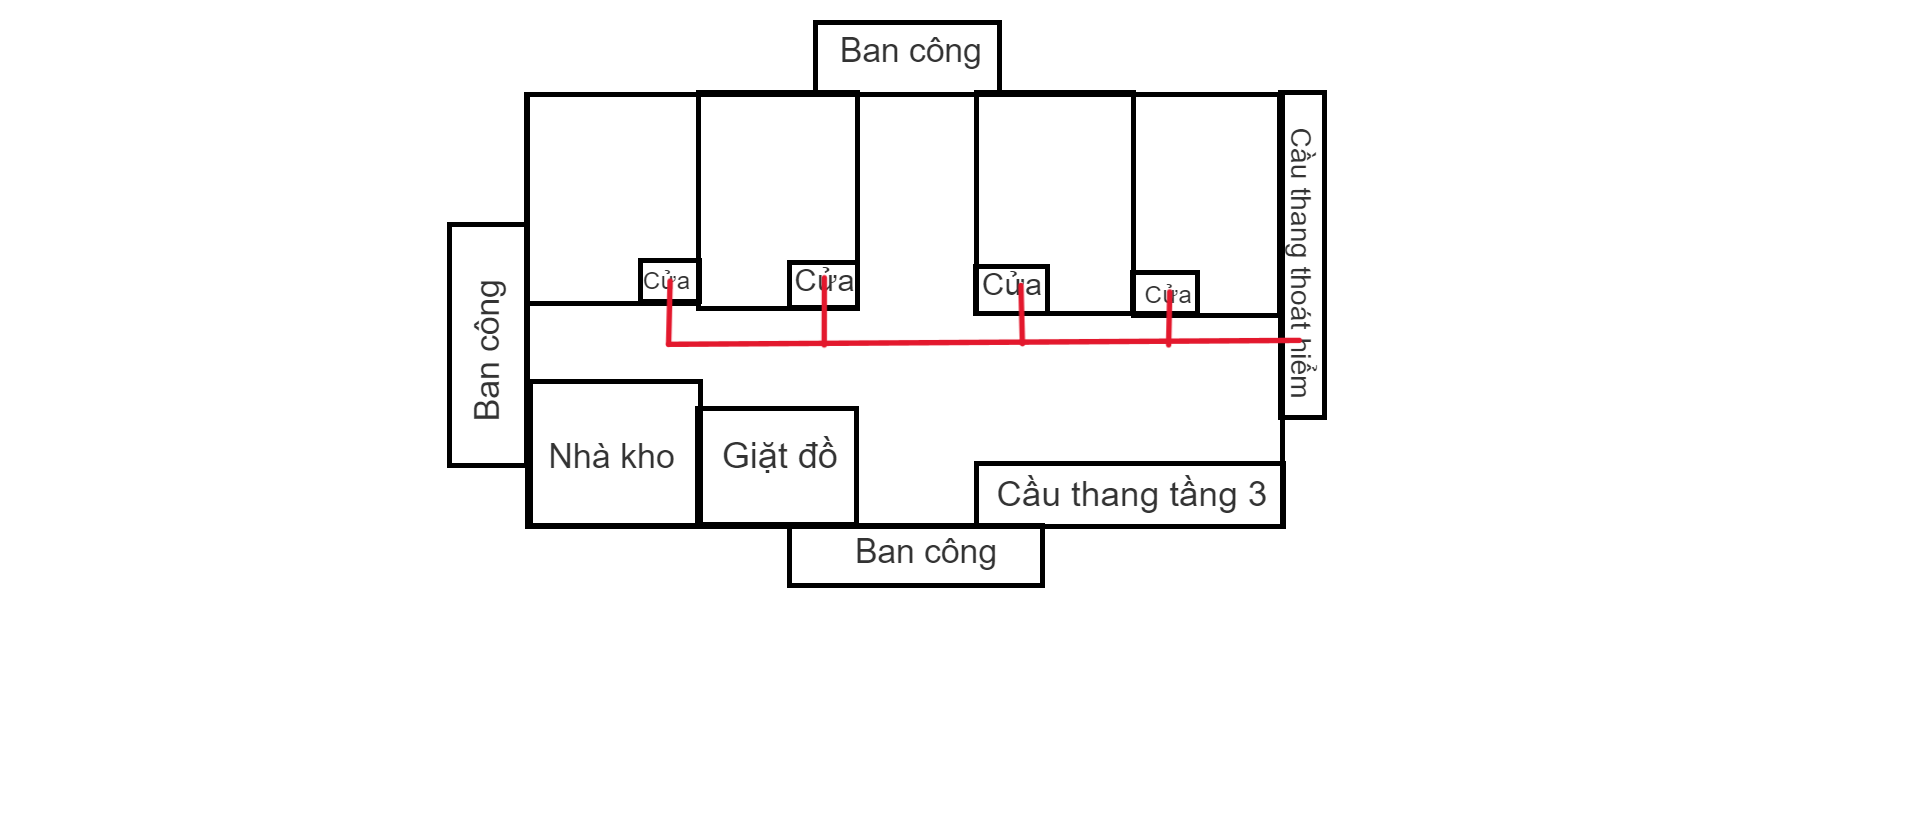 Ban công
Cửa
Cửa
Cửa
Cửa
Cầu thang thoát hiểm
Ban công
Nhà kho
Giặt đồ
Cầu thang tầng 3
Ban công